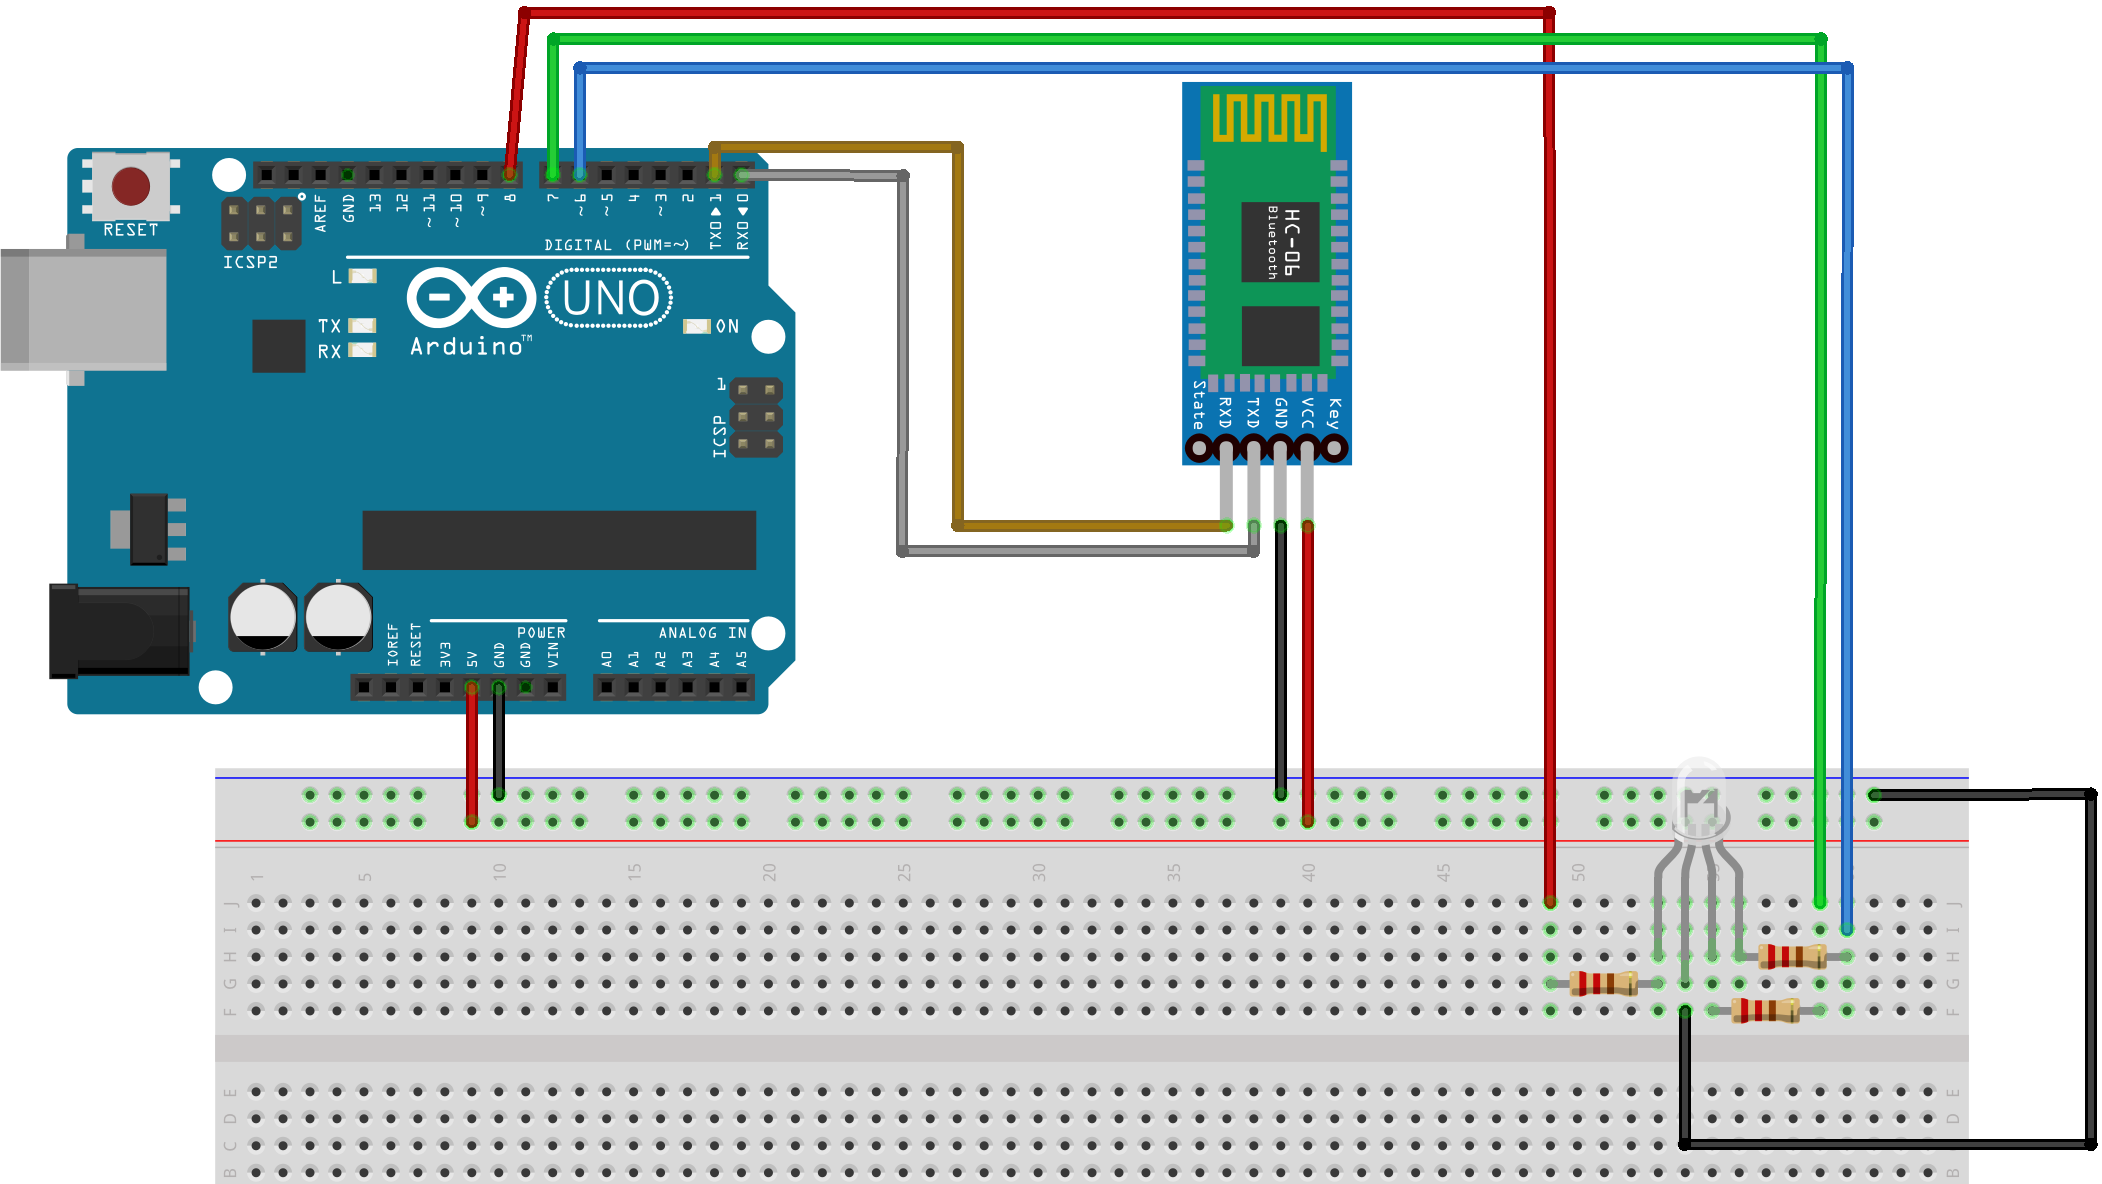 RESET
ICSP2
AREF
GND
13
12
~11
~10
~9
8
7
~6
~5
4
~3
2
TX0▶1
RX0◀0
DIGITAL (PWM=~)
L
TX
RX
UNO
Arduino™
ON
1
ICSP
IOREF
RESET
3V3
5V
GND
GND
VIN
POWER
ANALOG IN
A0
A1
A2
A3
A4
A5
HC-06
Bluetooth
State
RXD
TXD
GND
VCC
Key
1
5
10
15
20
25
30
35
40
45
50
J
I
H
G
F
E
D
C
B
J
I
H
G
F
E
D
B